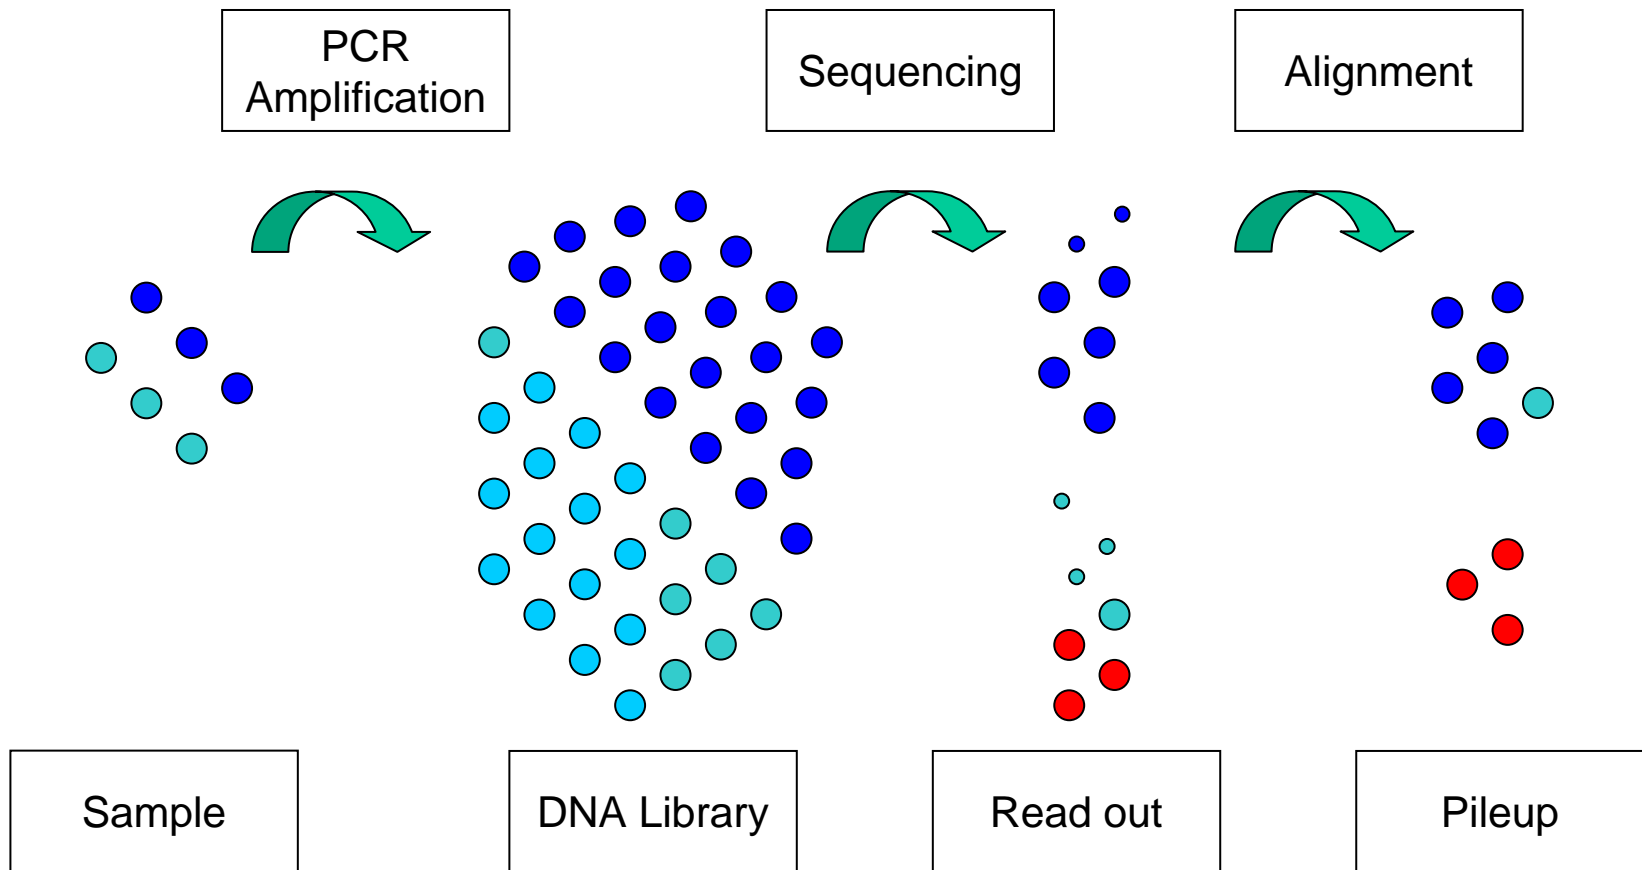 PCR
Amplification
Sequencing
Alignment
Sample
DNA Library
Read out
Pileup